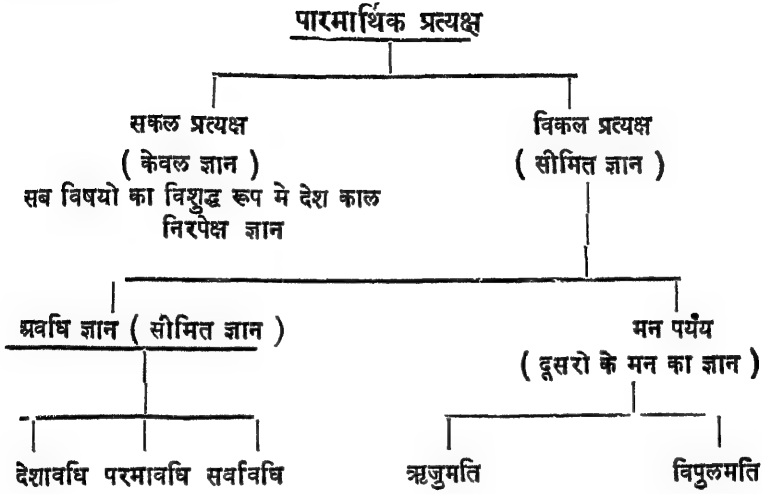 पारमार्थिक प्रत्यक्ष
सकल प्रत्यक्ष
( केवल ज्ञान )
सब विषयो का विशुद्ध रूप मे देश काल
निरपेक्ष ज्ञान
विकल प्रत्यक्ष
( सीमित ज्ञान )
अवधि ज्ञान ( सीमित ज्ञान )
मन पर्यय
( दूसरो के मन का ज्ञान )
देशावधि परमावधि सर्वावधि
ऋजुमति
विपुलमति